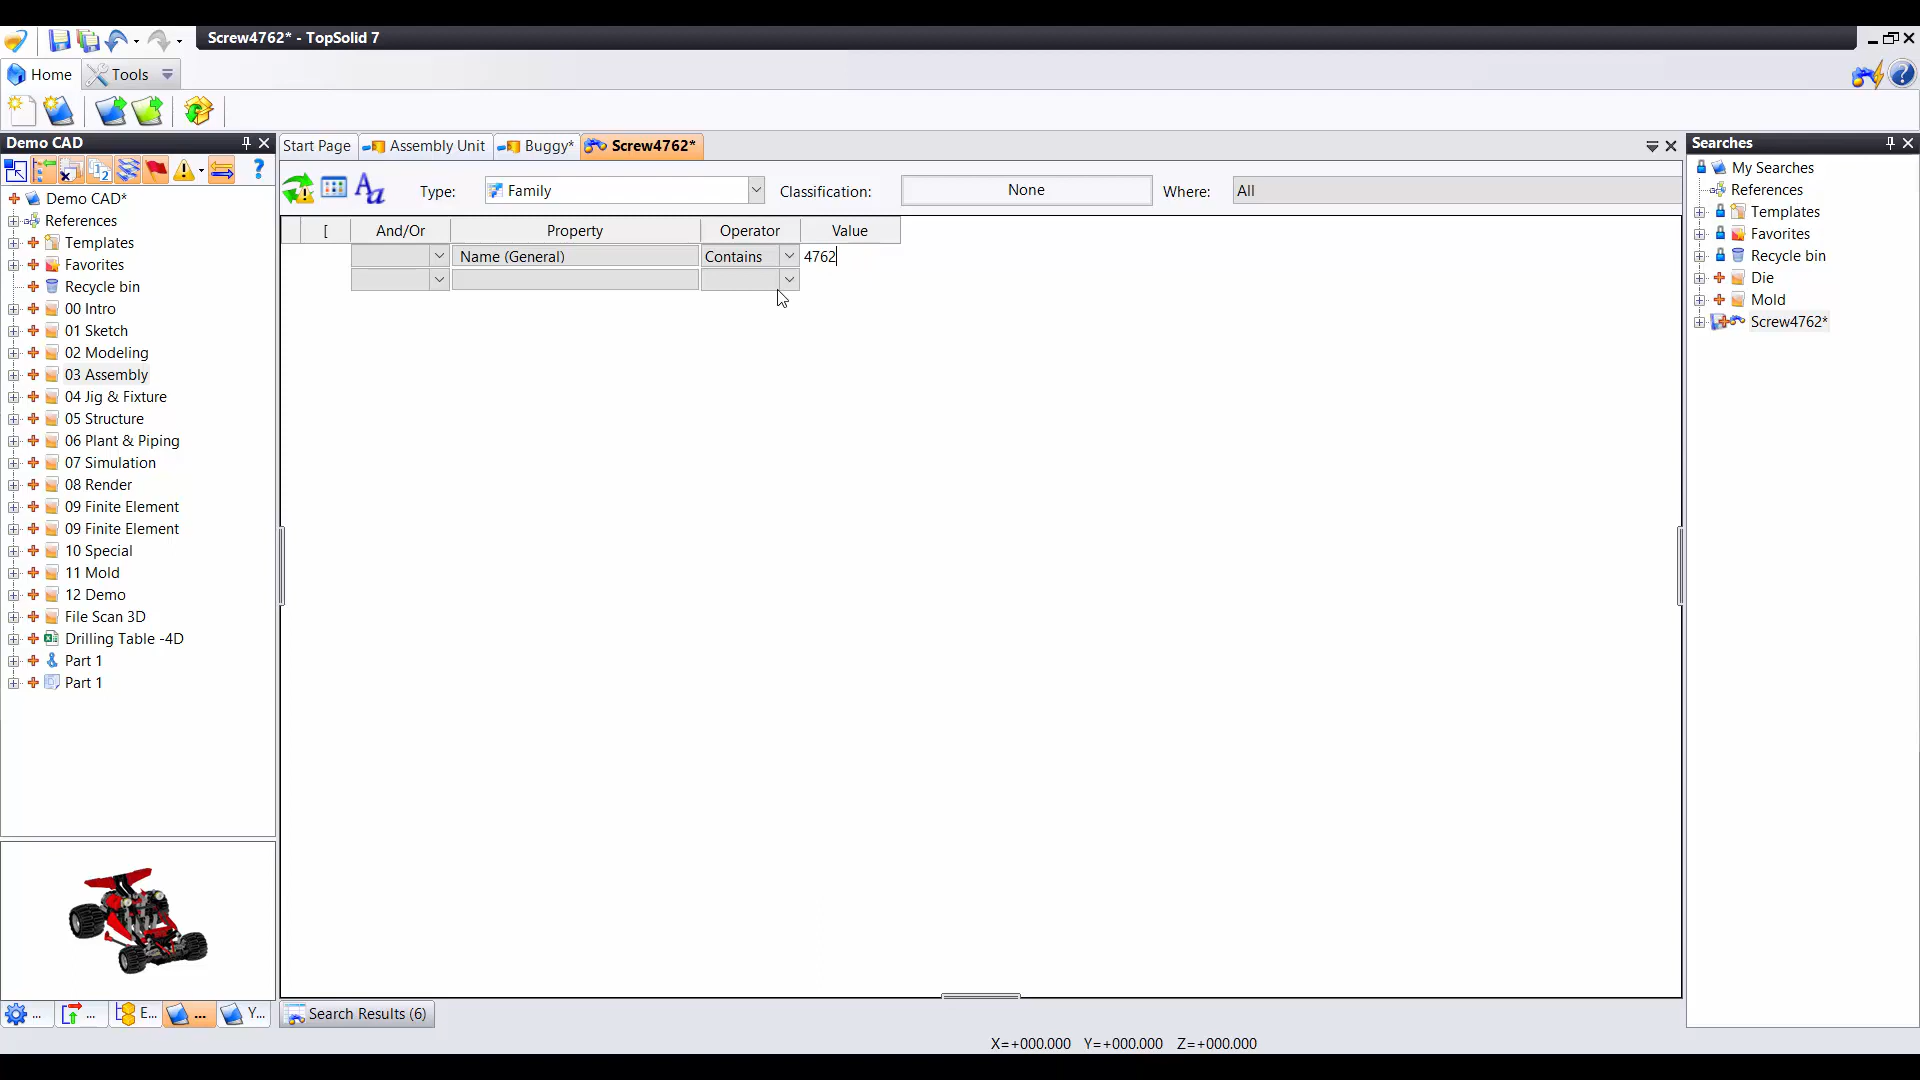 Screw4762* - TopSolid 7
Home
Tools
Demo CAD
Start Page
Assembly Unit
Buggy*
Screw4762*
Searches
Type:
Family
Classification:
None
Where:
All
[
And/Or
Property
Operator
Value
Name (General)
Contains
4762
Demo CAD*
References
Templates
Favorites
Recycle bin
00 Intro
01 Sketch
02 Modeling
03 Assembly
04 Jig & Fixture
05 Structure
06 Plant & Piping
07 Simulation
08 Render
09 Finite Element
09 Finite Element
10 Special
11 Mold
12 Demo
File Scan 3D
Drilling Table -4D
Part 1
Part 1
My Searches
References
Templates
Favorites
Recycle bin
Die
Mold
Screw4762*
...
...
E...
...
Y...
Search Results (6)
X=+000.000 Y=+000.000 Z=+000.000